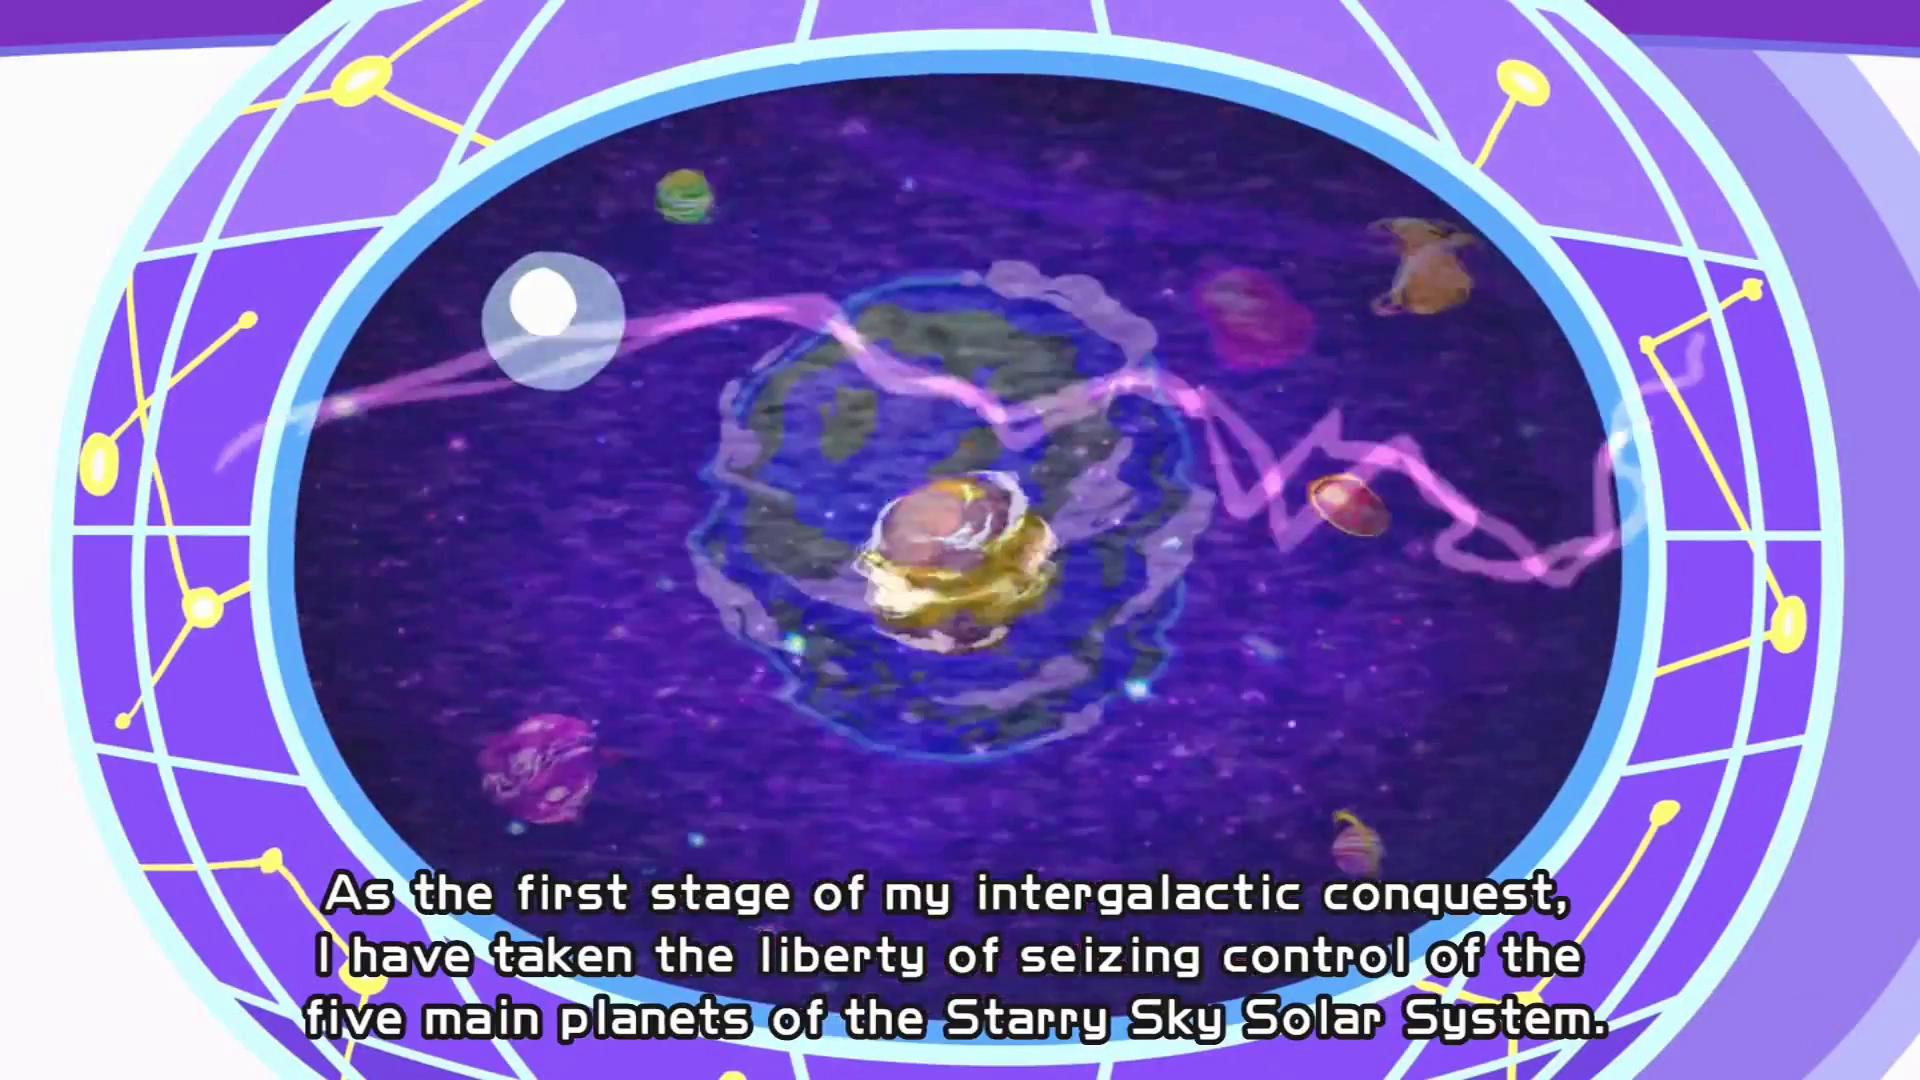 As the first stage of my intergalactic conquest,
I have taken the liberty of seizing control of the
five main planets of the Starry Sky Solar System.